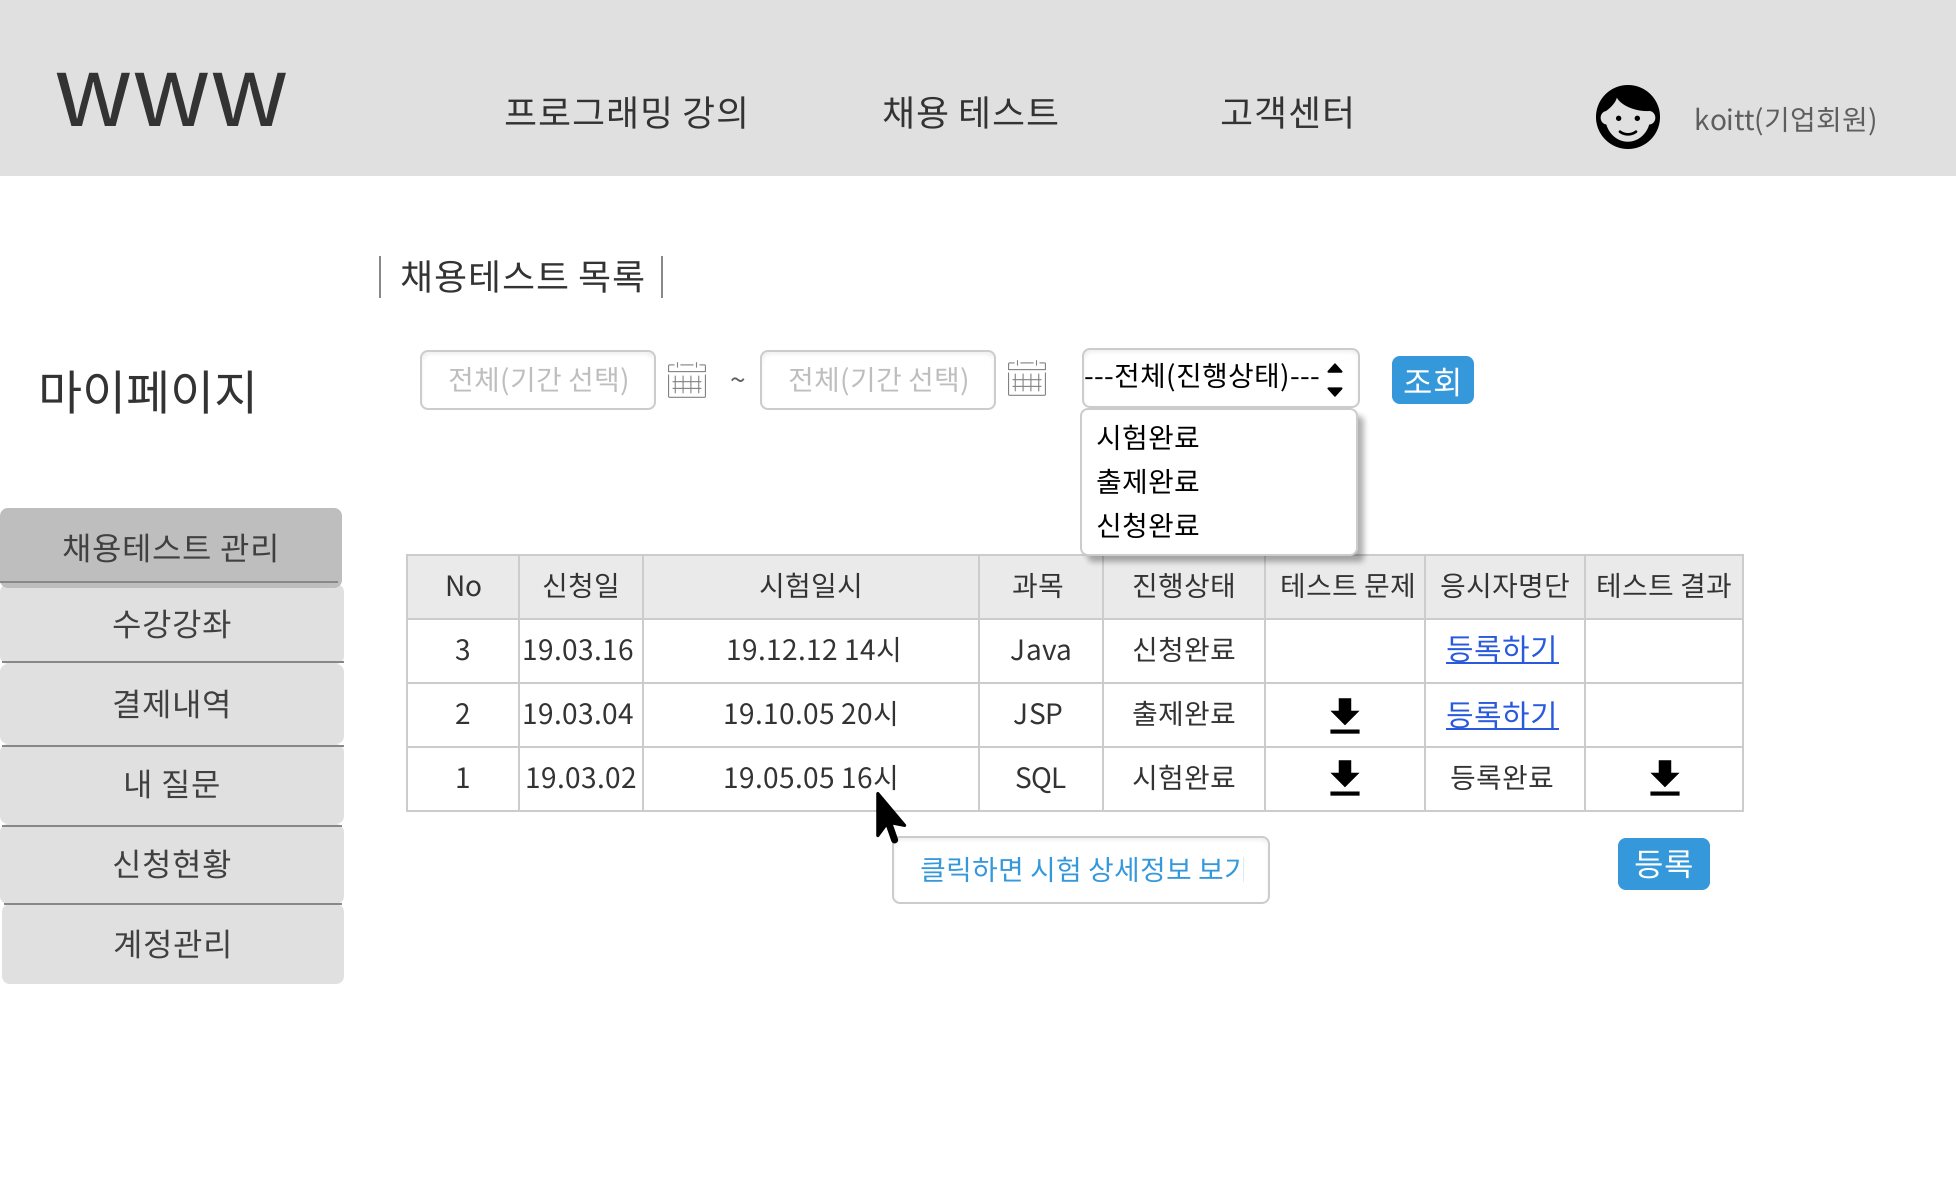 WWW
프로그래밍 강의
채용 테스트
고객센터
koitt(기업회원)
채용테스트 목록
마이페이지
전체(기간 선택)
~
전체(기간 선택)
---전체(진행상태)---
조회
시험완료
출제완료
신청완료
채용테스트 관리
수강강좌
결제내역
내 질문
신청현황
계정관리
No 신청일 시험일시 과목 진행상태 테스트 문제 응시자명단 테스트 결과
3 19.03.16 19.12.12 14시 Java 신청완료 등록하기
2 19.03.04 19.10.05 20시 JSP 출제완료 등록하기
1 19.03.02 19.05.05 16시 SQL 시험완료 등록완료
클릭하면 시험 상세정보 보기
등록